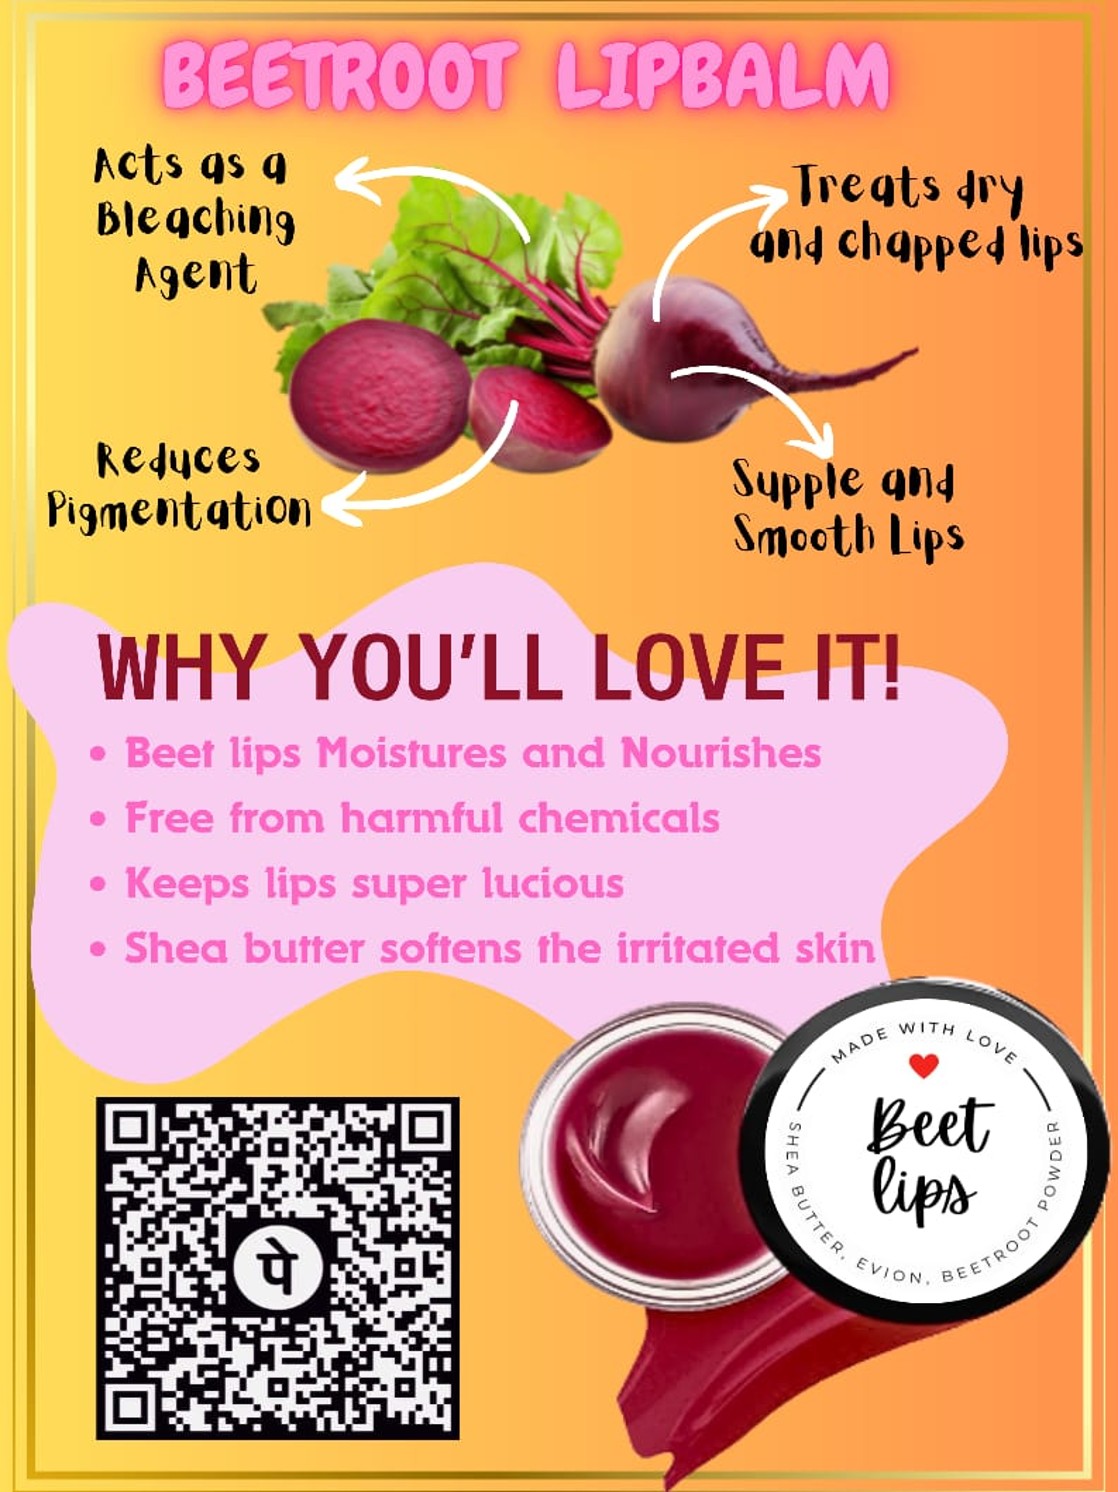 BEETROOT LIPBALM
Acts as a
Bleaching
Agent
Treats dry
and chapped lips
Reduces
Pigmentation
Supple and
Smooth Lips
WHY YOU'LL LOVE IT!
• Beet lips Moistures and Nourishes
• Free from harmful chemicals
• Keeps lips super lucious
• Shea butter softens the irritated skin
MADE WITH LOVE
Beet
lips
SHEA BUTTER, EVION, BEETROOT POWDER
पे